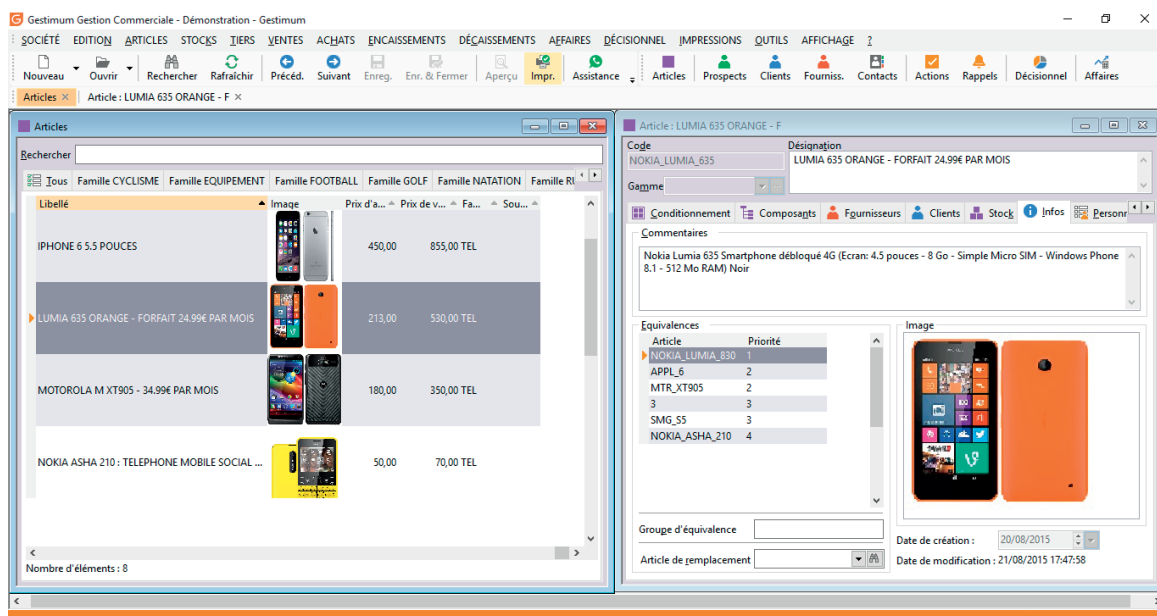 Gestimum Gestion Commerciale - Démonstration - Gestimum
SOCIÉTÉ EDITION ARTICLES STOCKS TIERS VENTES ACHATS ENCAISSEMENTS DÉCAISSEMENTS AFFAIRES DÉCISIONNEL IMPRESSIONS OUTILS AFFICHAGE ?
Nouveau Ouvrir Rechercher Rafraîchir Précéd. Suivant Enreg. Enr. & Fermer Aperçu Impr. Assistance Articles Prospects Clients Fourniss. Contacts Actions Rappels Décisionnel Affaires
Articles × Article : LUMIA 635 ORANGE - F ×
Articles
Rechercher
Tous Famille CYCLISME Famille EQUIPEMENT Famille FOOTBALL Famille GOLF Famille NATATION Famille RU
Libellé Image Prix d'a... Prix de v... Fa... Sou...
IPHONE 6 5.5 POUCES 450,00 855,00 TEL
LUMIA 635 ORANGE - FORFAIT 24.99€ PAR MOIS 213,00 530,00 TEL
MOTOROLA M XT905 - 34.99€ PAR MOIS 180,00 350,00 TEL
NOKIA ASHA 210 : TELEPHONE MOBILE SOCIAL ... 50,00 70,00 TEL
Nombre d'éléments : 8
Article : LUMIA 635 ORANGE - F
Code Désignation
NOKIA_LUMIA_635 LUMIA 635 ORANGE - FORFAIT 24.99€ PAR MOIS
Gamme
Conditionnement Composants Fournisseurs Clients Stock Infos Personn
Commentaires
Nokia Lumia 635 Smartphone débloqué 4G (Ecran: 4.5 pouces - 8 Go - Simple Micro SIM - Windows Phone
8.1 - 512 Mo RAM) Noir
Equivalences Image
Article Priorité
NOKIA_LUMIA_830 1
APPL_6 2
MTR_XT905 2
3 3
SMG_S5 3
NOKIA_ASHA_210 4
Groupe d'équivalence
Date de création : 20/08/2015
Article de remplacement
Date de modification : 21/08/2015 17:47:58